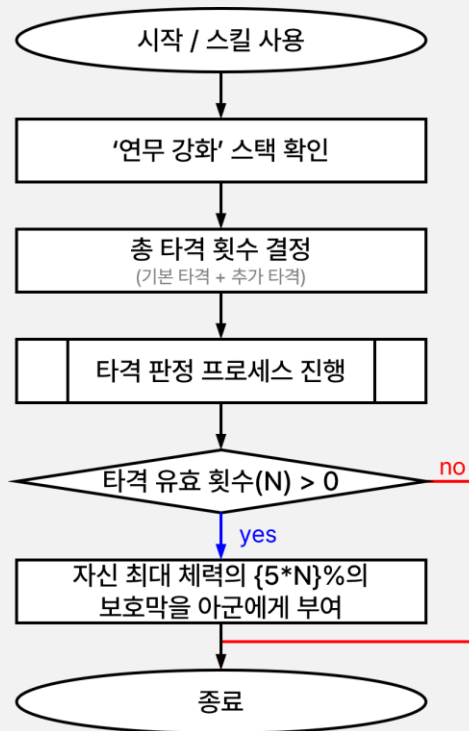 시작 / 스킬 사용
‘연무 강화’ 스택 확인
총 타격 횟수 결정
(기본 타격 + 추가 타격)
타격 판정 프로세스 진행
타격 유효 횟수(N) > 0
no
yes
자신 최대 체력의 {5*N}%의
보호막을 아군에게 부여
종료